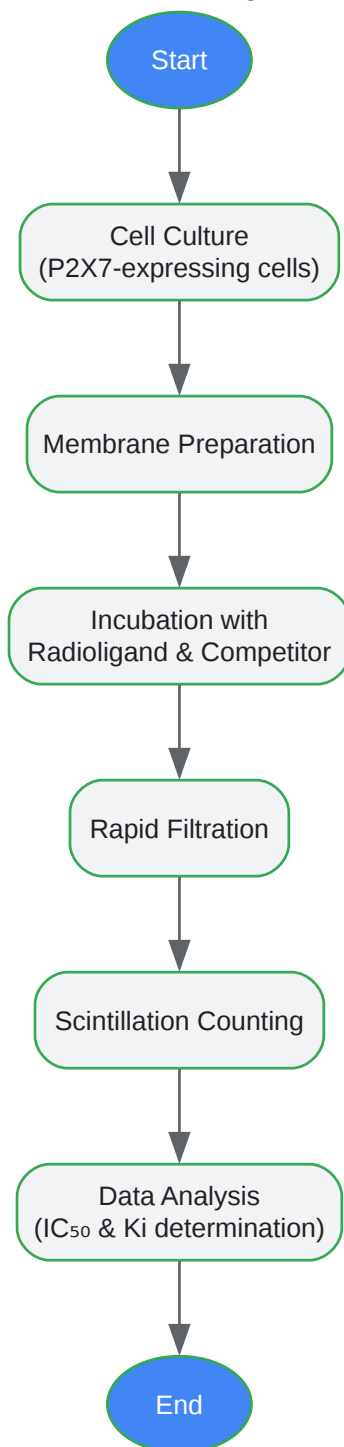 Start
Cell Culture
(P2X7-expressing cells)
Membrane Preparation
Incubation with
Radioligand & Competitor
Rapid Filtration
Scintillation Counting
Data Analysis
(IC₅₀ & Ki determination)
End